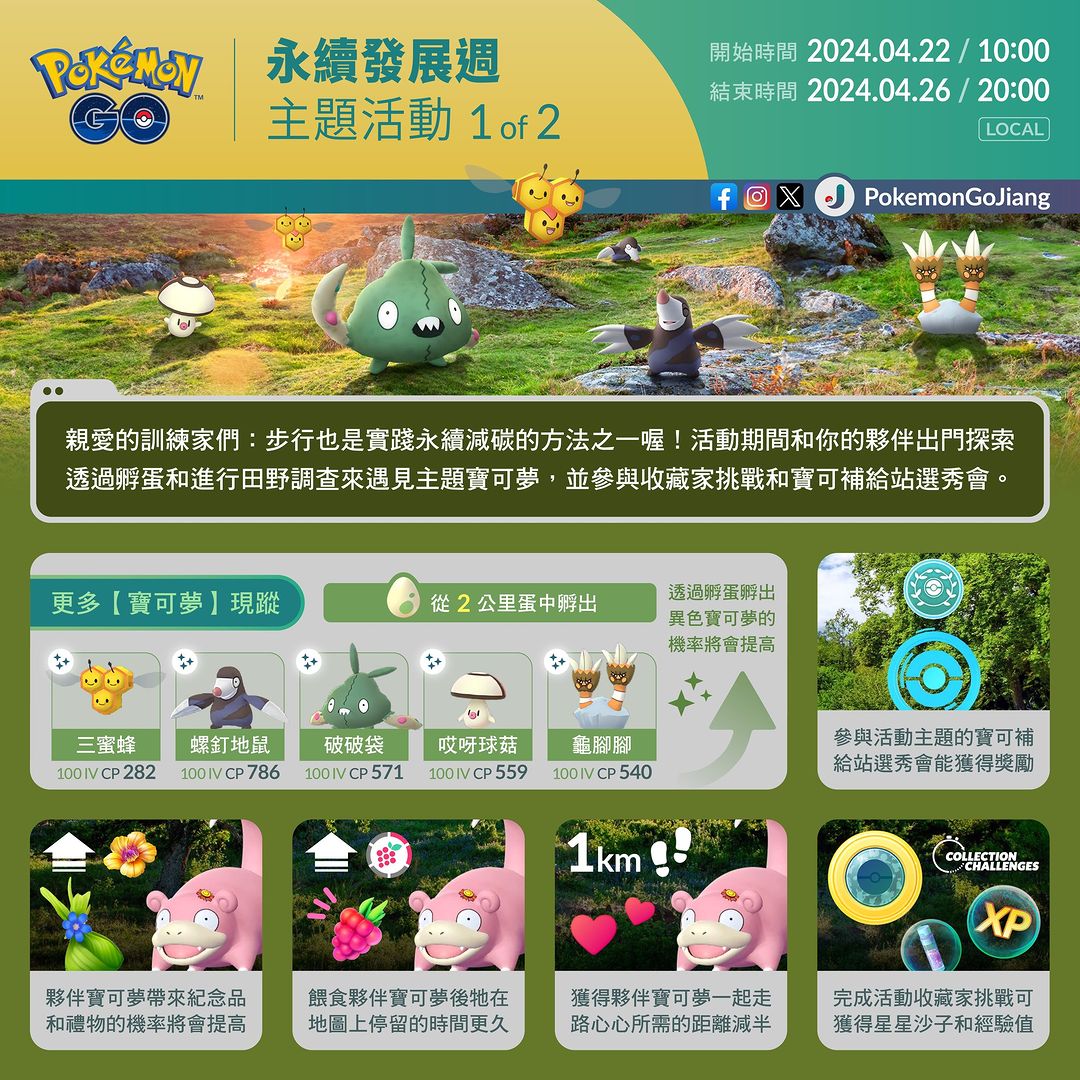 POKÉMON GO
TM
永續發展週
主題活動 1 of 2
開始時間 2024.04.22 / 10:00
結束時間 2024.04.26 / 20:00
LOCAL
PokemonGoJiang
親愛的訓練家們：步行也是實踐永續減碳的方法之一喔！活動期間和你的夥伴出門探索
透過孵蛋和進行田野調查來遇見主題寶可夢，並參與收藏家挑戰和寶可補給站選秀會。
更多【寶可夢】現蹤
從 2 公里蛋中孵出
透過孵蛋孵出
異色寶可夢的
機率將會提高
三蜜蜂
100 IV CP 282
螺釘地鼠
100 IV CP 786
破破袋
100 IV CP 571
哎呀球菇
100 IV CP 559
龜腳腳
100 IV CP 540
參與活動主題的寶可補
給站選秀會能獲得獎勵
夥伴寶可夢帶來紀念品
和禮物的機率將會提高
餵食夥伴寶可夢後牠在
地圖上停留的時間更久
1km
獲得夥伴寶可夢一起走
路心心所需的距離減半
COLLECTION
CHALLENGES
XP
完成活動收藏家挑戰可
獲得星星沙子和經驗值